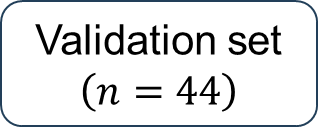 Validation set
(n = 44)